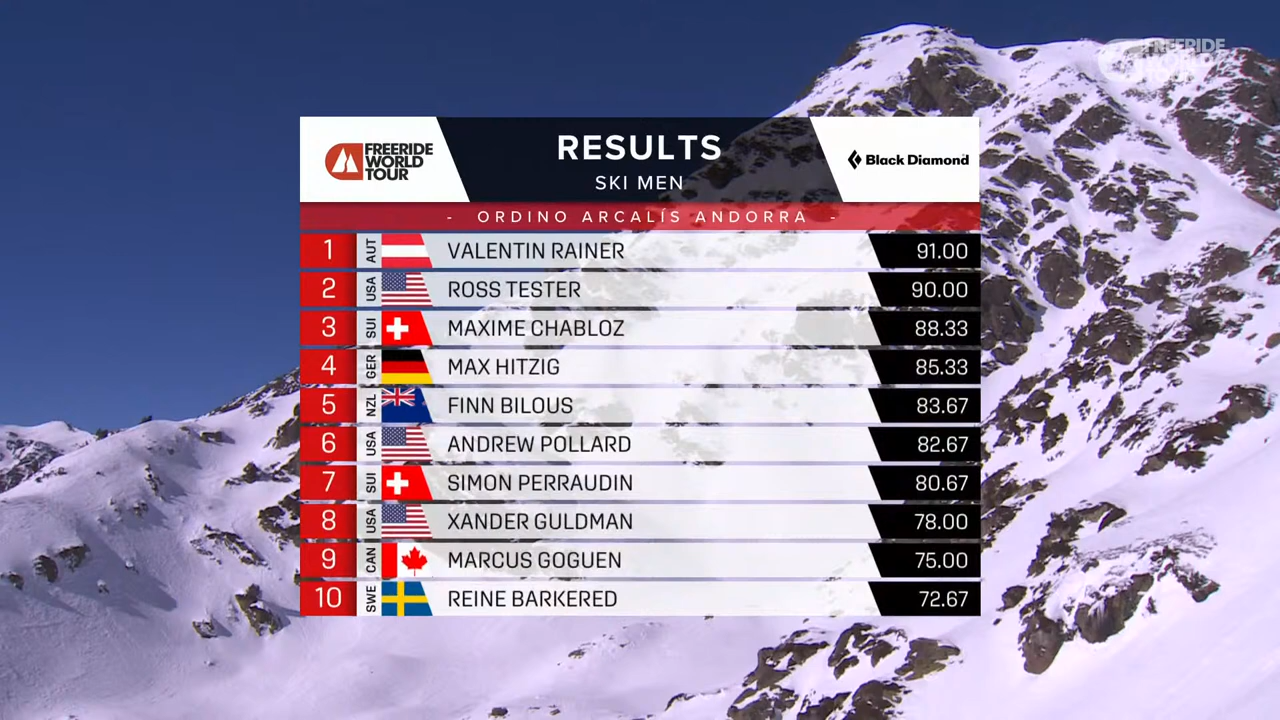 FREERIDE
WORLD
TOUR
FREERIDE
WORLD
TOUR
RESULTS
SKI MEN
Black Diamond
- ORDINO ARCALÍS ANDORRA -
1 AUT VALENTIN RAINER 91.00
2 USA ROSS TESTER 90.00
3 SUI MAXIME CHABLOZ 88.33
4 GER MAX HITZIG 85.33
5 NZL FINN BILOUS 83.67
6 USA ANDREW POLLARD 82.67
7 SUI SIMON PERRAUDIN 80.67
8 USA XANDER GULDMAN 78.00
9 CAN MARCUS GOGUEN 75.00
10 SWE REINE BARKERED 72.67